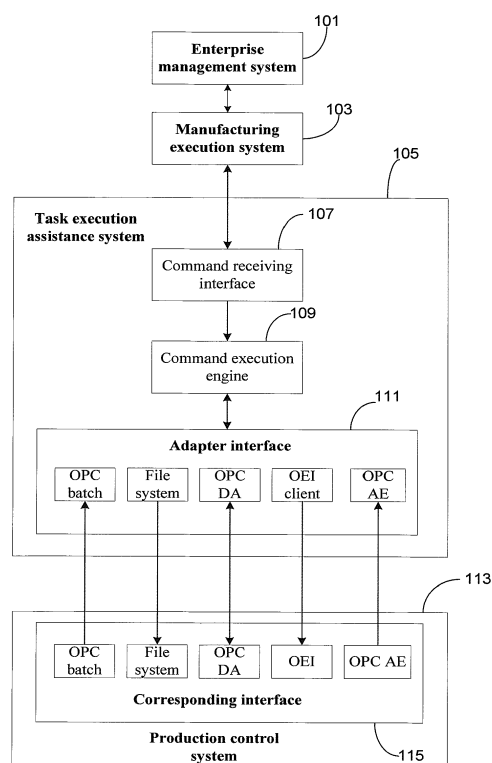 101
Enterprise
management system
103
Manufacturing
execution system
105
Task execution
assistance system
107
Command receiving
interface
109
Command execution
engine
111
Adapter interface
OPC
batch
File
system
OPC
DA
OEI
client
OPC
AE
113
OPC
batch
File
system
OPC
DA
OEI
OPC AE
Corresponding interface
Production control
system
115